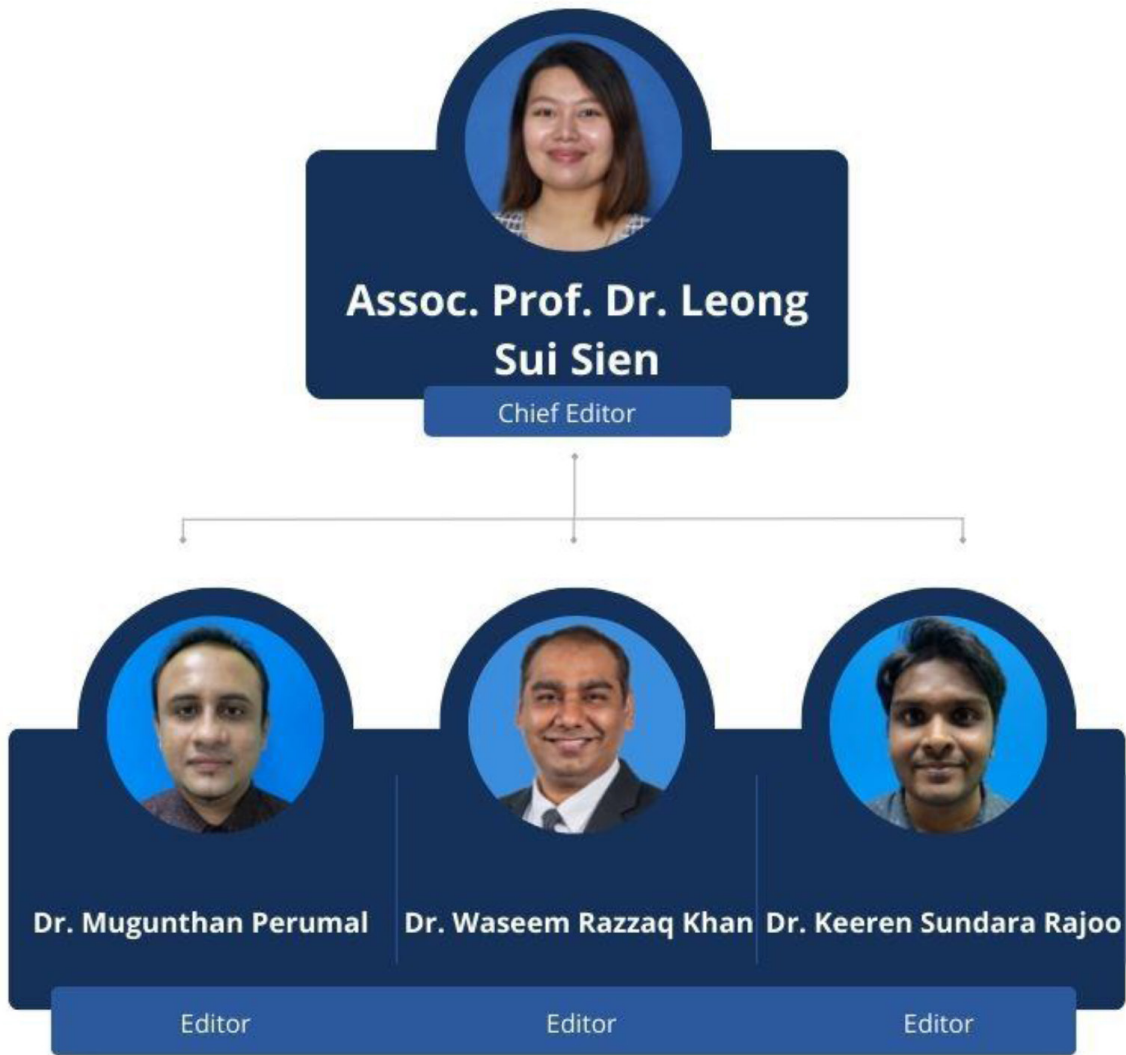 Assoc. Prof. Dr. Leong
Sui Sien
Chief Editor
Dr. Mugunthan Perumal
Dr. Waseem Razzaq Khan
Dr. Keeren Sundara Rajoo
Editor
Editor
Editor